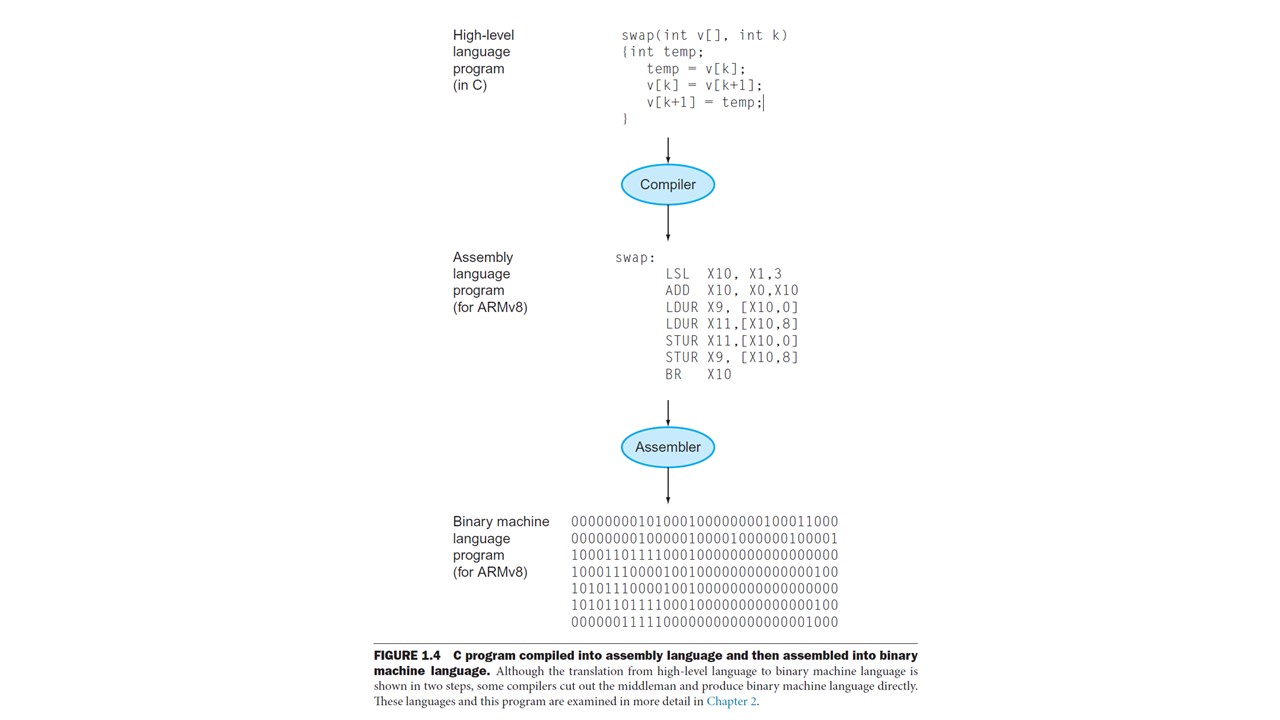 High-level
language
program
(in C)
swap(int v[], int k)
{int temp;
temp = v[k];
v[k] = v[k+1];
v[k+1] = temp;
}
Compiler
Assembly
language
program
(for ARMv8)
swap:
LSL X10, X1,3
ADD X10, X0,X10
LDUR X9, [X10,0]
LDUR X11,[X10,8]
STUR X11,[X10,0]
STUR X9, [X10,8]
BR X10
Assembler
Binary machine
language
program
(for ARMv8)
00000000101000100000000100011000
00000000100000100001000000100001
10001101111000100000000000000000
10001110000100100000000000000100
10101110000100100000000000000000
10101101111000100000000000000100
00000011111000000000000000001000
FIGURE 1.4 C program compiled into assembly language and then assembled into binary
machine language. Although the translation from high-level language to binary machine language is
shown in two steps, some compilers cut out the middleman and produce binary machine language directly.
These languages and this program are examined in more detail in Chapter 2.